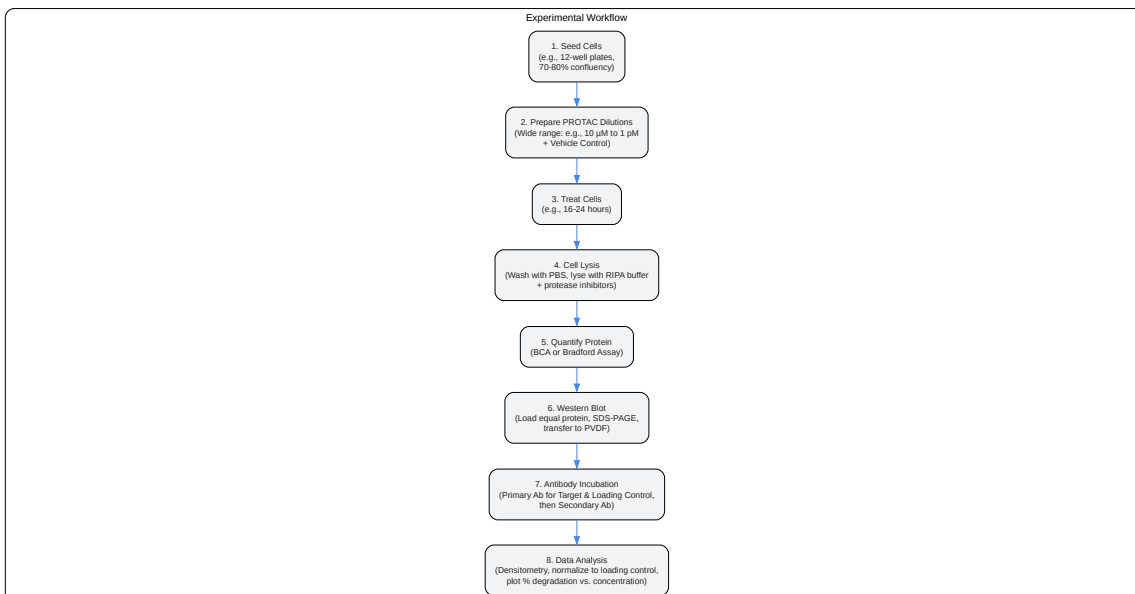 Experimental Workflow
1. Seed Cells
(e.g., 12-well plates,
70-80% confluency)
2. Prepare PROTAC Dilutions
(Wide range: e.g., 10 µM to 1 pM
+ Vehicle Control)
3. Treat Cells
(e.g., 16-24 hours)
4. Cell Lysis
(Wash with PBS, lyse with RIPA buffer
+ protease inhibitors)
5. Quantify Protein
(BCA or Bradford Assay)
6. Western Blot
(Load equal protein, SDS-PAGE,
transfer to PVDF)
7. Antibody Incubation
(Primary Ab for Target & Loading Control,
then Secondary Ab)
8. Data Analysis
(Densitometry, normalize to loading control,
plot % degradation vs. concentration)